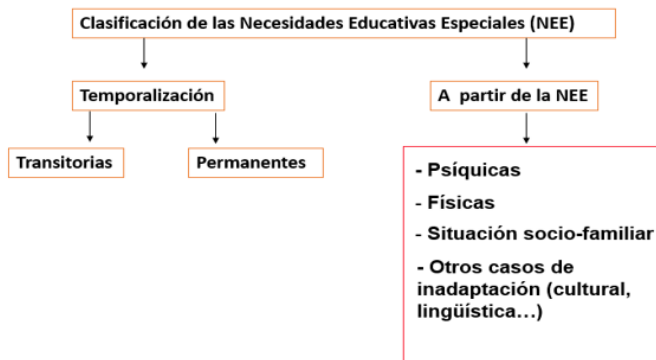 Clasificación de las Necesidades Educativas Especiales (NEE)
Temporalización
A partir de la NEE
Transitorias
Permanentes
- Psíquicas
- Físicas
- Situación socio-familiar
- Otros casos de
inadaptación (cultural,
lingüística…)